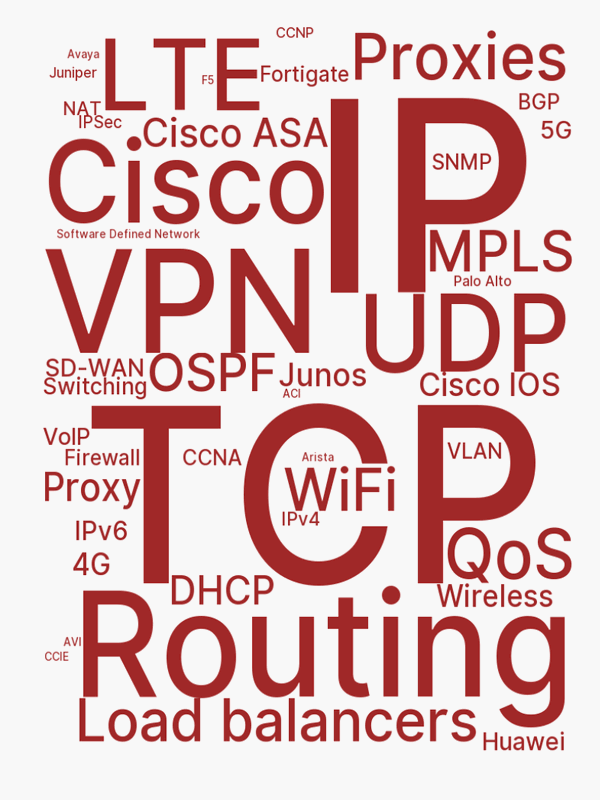 CCNP
LTE
Proxies
Avaya
Juniper
F5
Fortigate
NAT
IPSec
BGP
5G
IP
Cisco ASA
SNMP
Cisco
Software Defined Network
MPLS
Palo Alto
VPN
UDP
SD-WAN
Switching
OSPF
Junos
ACI
Cisco IOS
TCP
VoIP
Firewall
CCNA
Arista
VLAN
WiFi
Proxy
IPv4
IPv6
4G
QoS
DHCP
Wireless
Routing
AVI
CCIE
Load balancers
Huawei